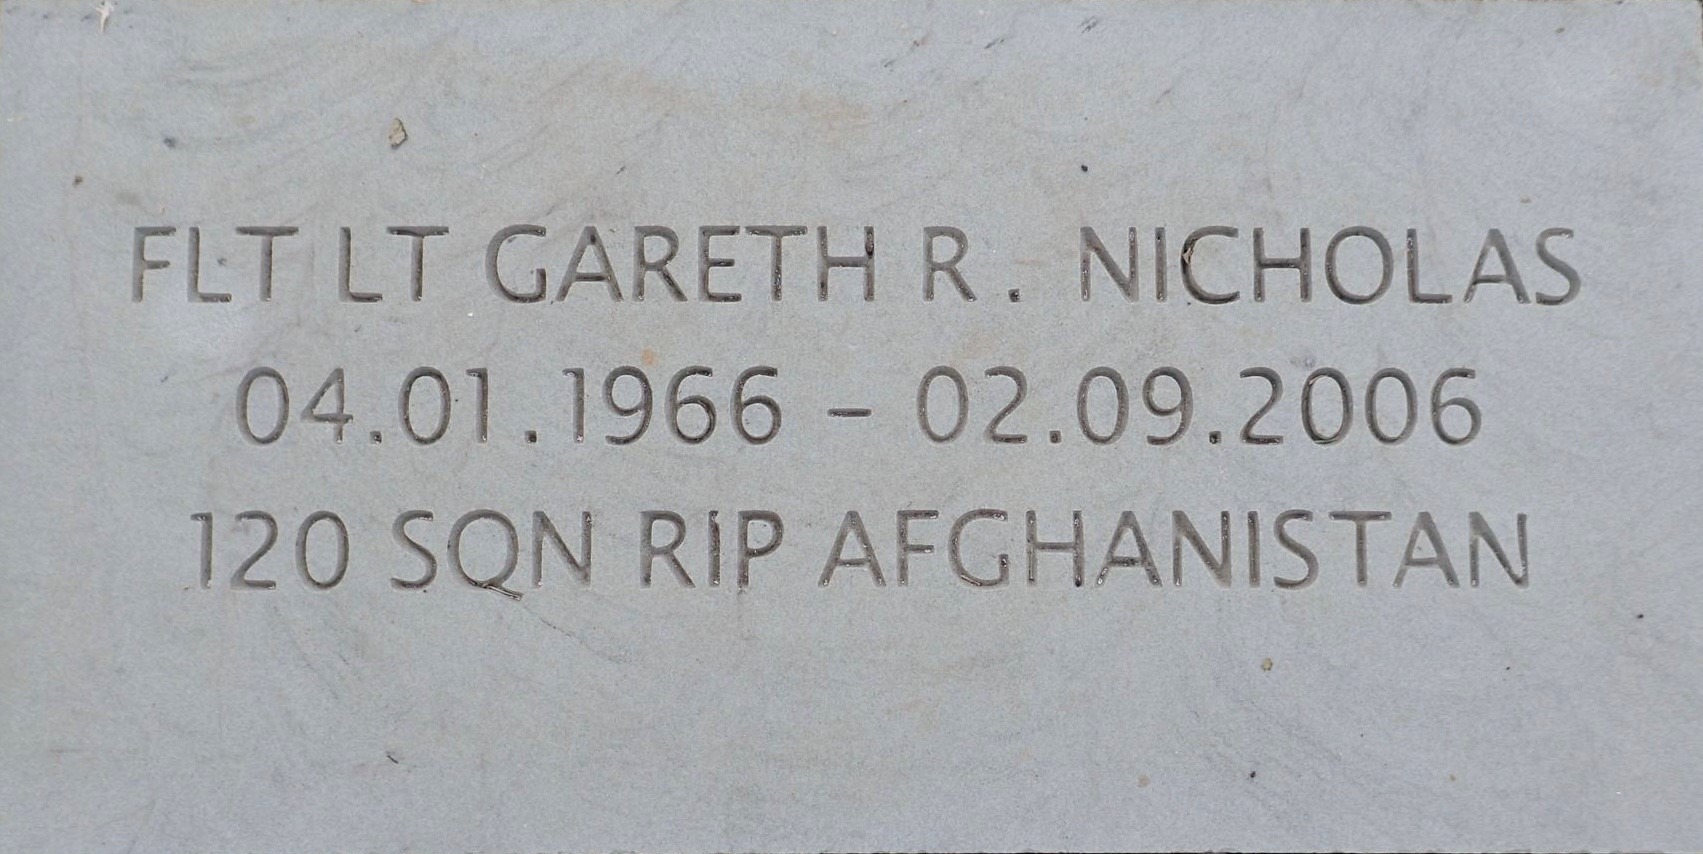 FLT LT GARETH R. NICHOLAS
04.01.1966 – 02.09.2006
120 SQN RIP AFGHANISTAN